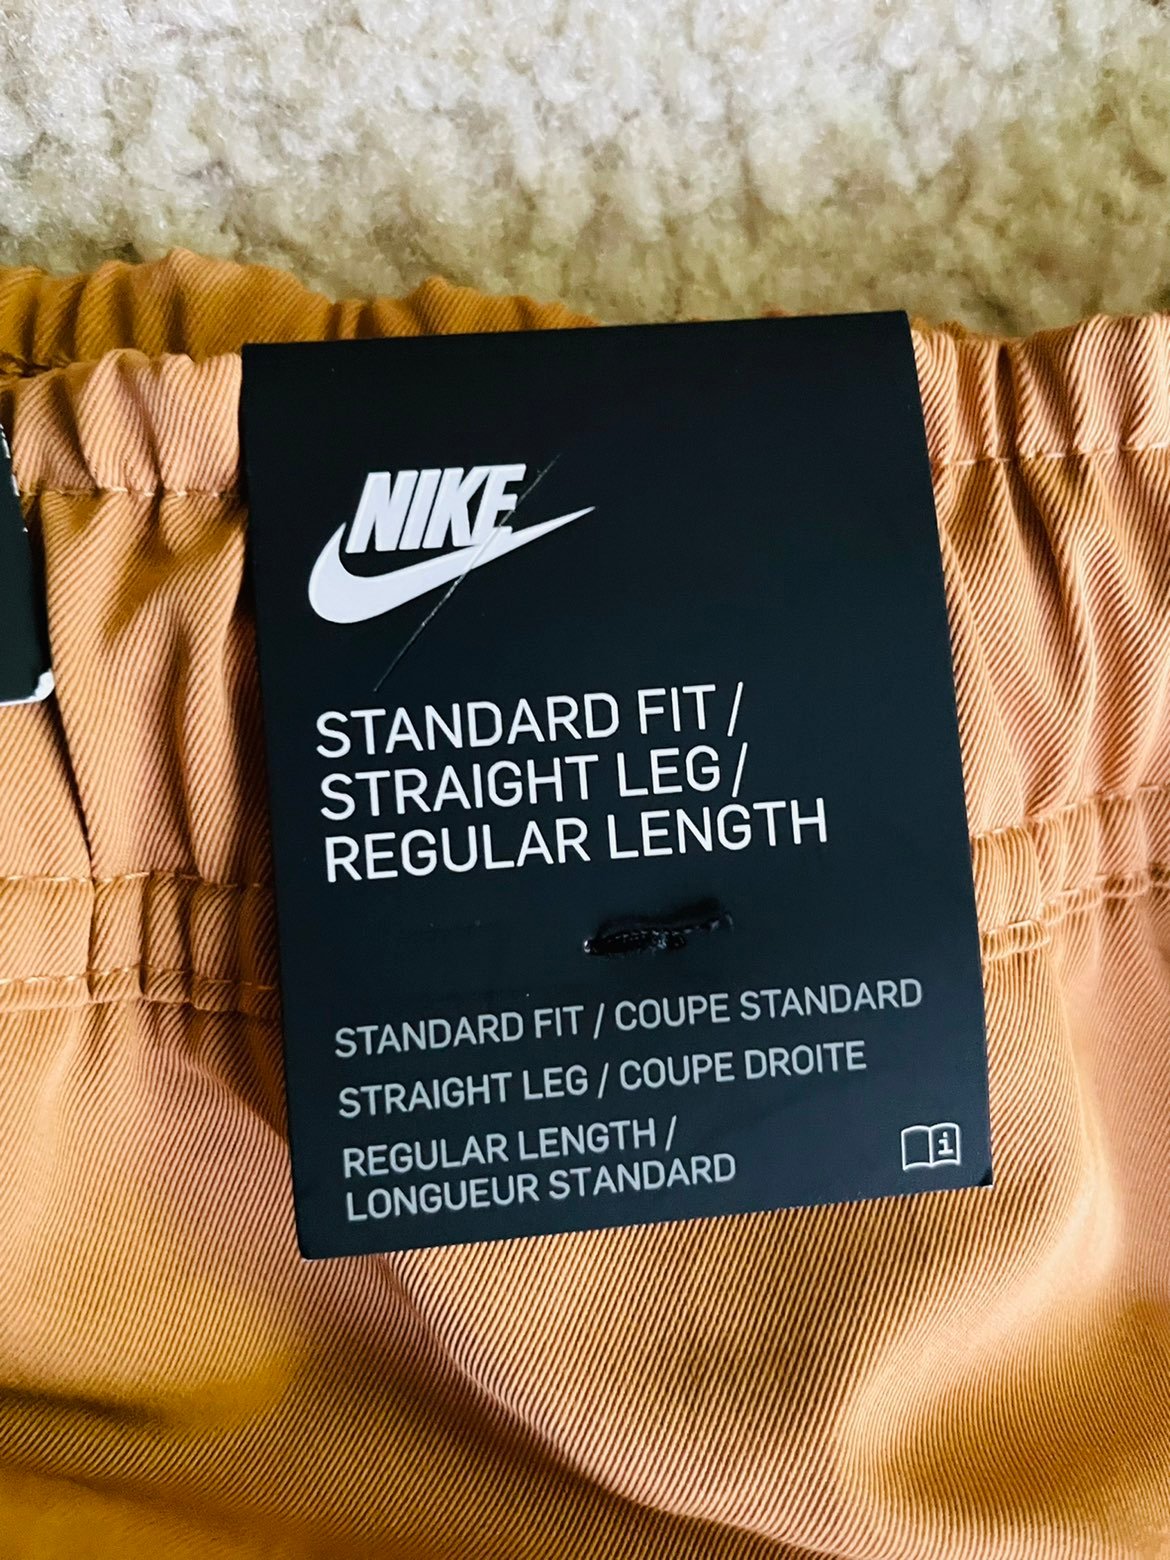 NIKE
STANDARD FIT /
STRAIGHT LEG /
REGULAR LENGTH
STANDARD FIT / COUPE STANDARD
STRAIGHT LEG / COUPE DROITE
REGULAR LENGTH /
LONGUEUR STANDARD
i